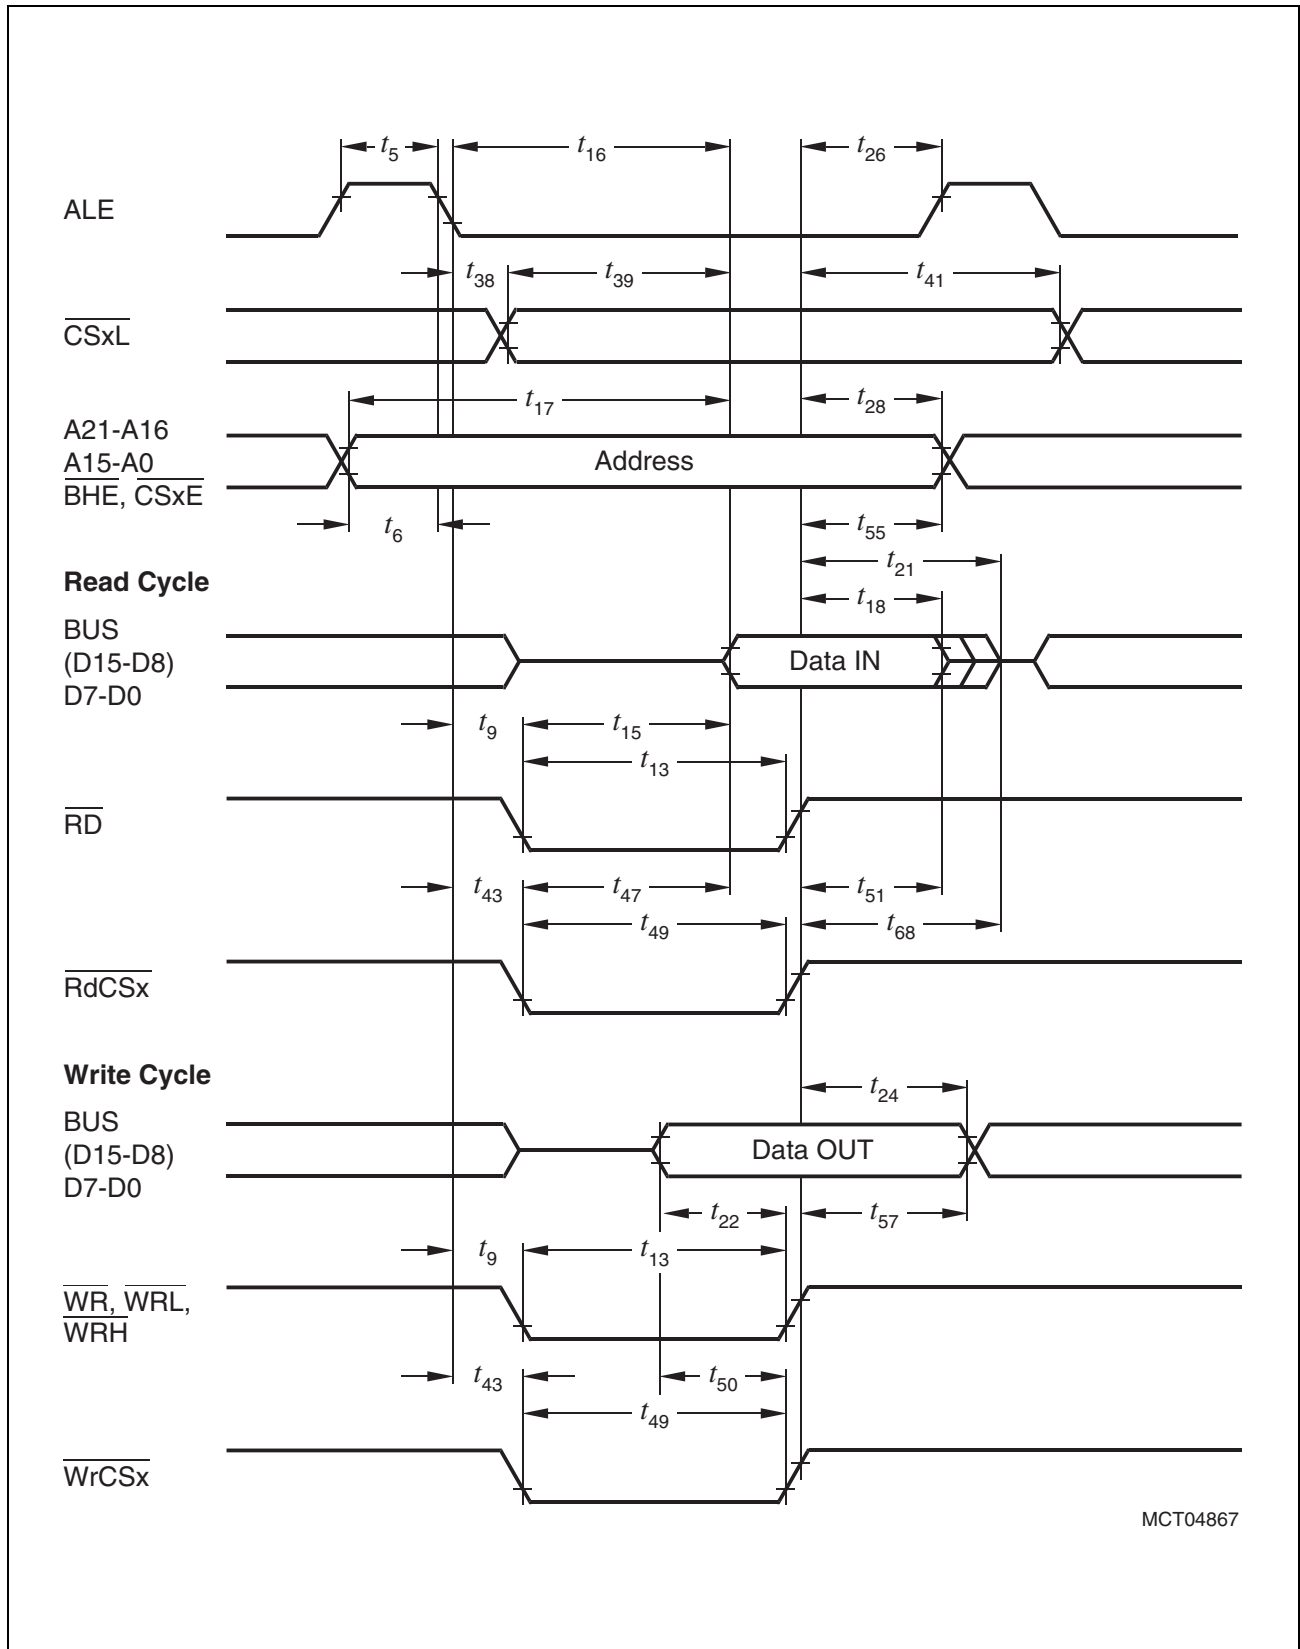 t5 t16 t26
ALE
t38 t39 t41
CSxL
t17 t28
A21-A16
A15-A0
BHE, CSxE
Address
t6 t55
t21
Read Cycle
t18
BUS
(D15-D8)
D7-D0
Data IN
t9 t15
t13
RD
t43 t47 t51
t49 t68
RdCSx
Write Cycle
t24
BUS
(D15-D8)
D7-D0
Data OUT
t22 t57
t9 t13
WR, WRL,
WRH
t43 t50
t49
WrCSx
MCT04867